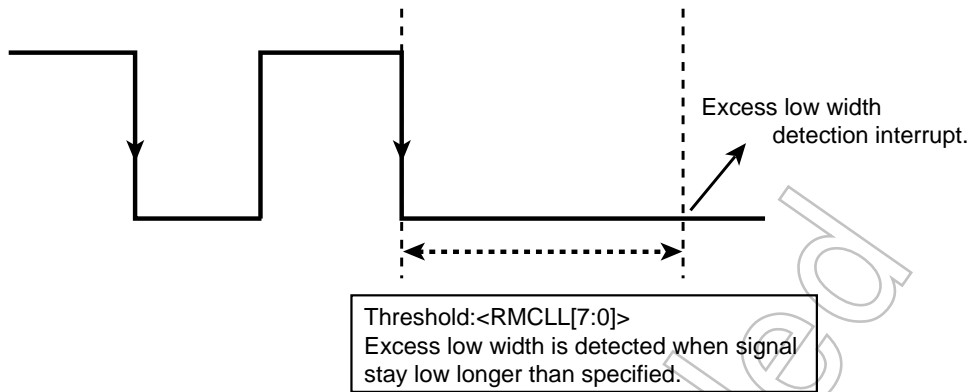 Excess low width
detection interrupt.
Threshold:<RMCLL[7:0]>
Excess low width is detected when signal
stay low longer than specified.
led